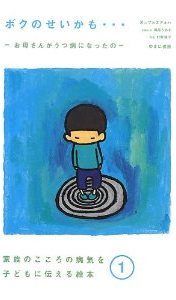 ボクのせいかも・・・
－お母さんがうつ病になったの－
家族のこころの病気を
子どもに伝える絵本
1